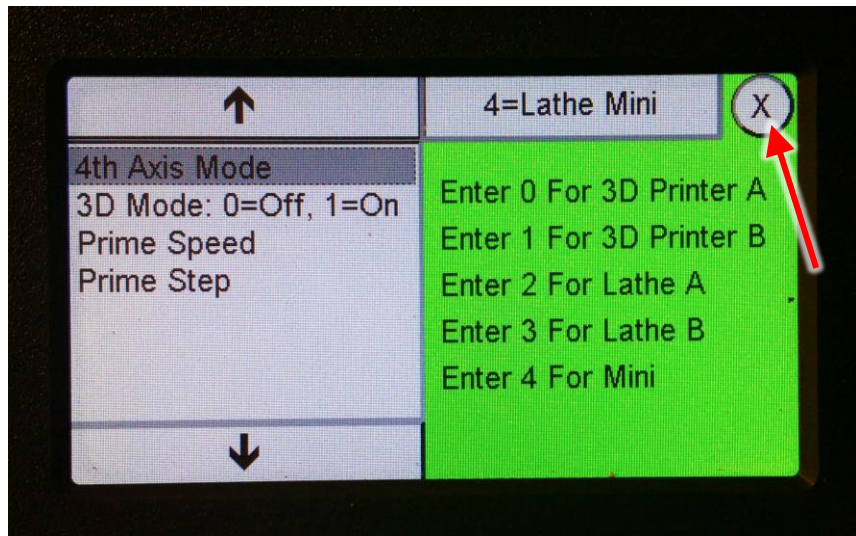 4=Lathe Mini
X
4th Axis Mode
3D Mode: 0=Off, 1=On
Prime Speed
Prime Step
Enter 0 For 3D Printer A
Enter 1 For 3D Printer B
Enter 2 For Lathe A
Enter 3 For Lathe B
Enter 4 For Mini